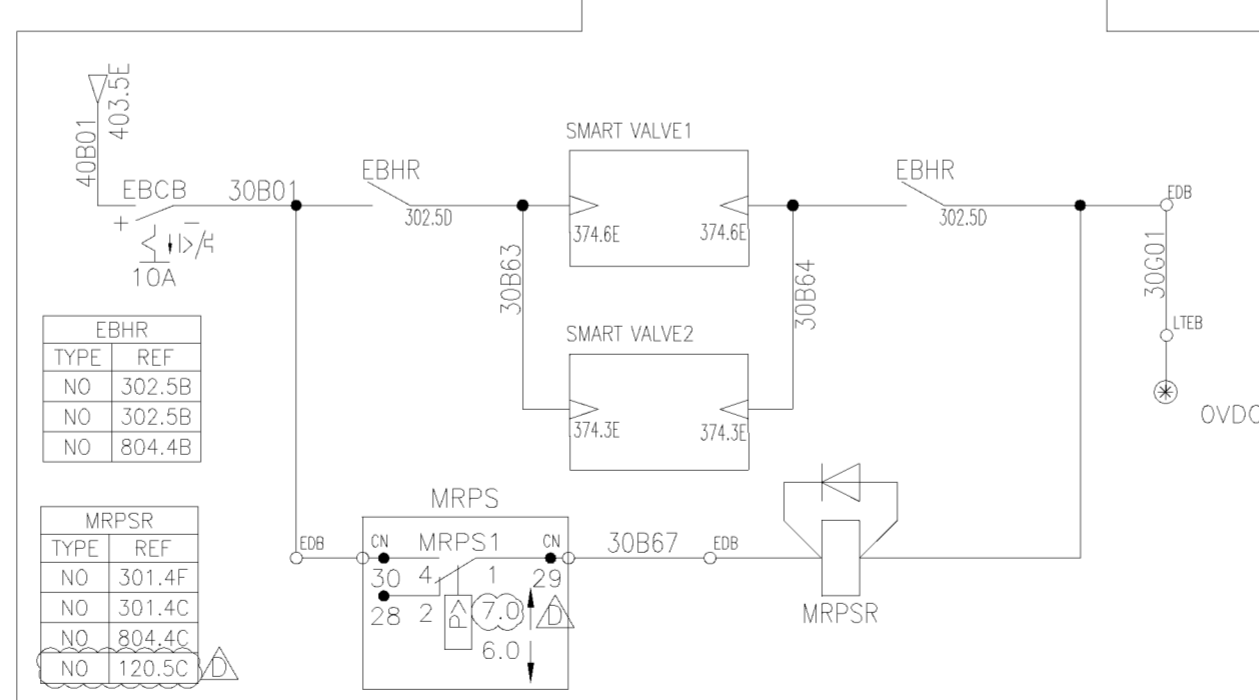 403.5E
40B01
EBCB
30B01
+
−
10A
EBHR
302.5D
SMART VALVE1
374.6E
374.6E
EBHR
302.5D
EDB
30G01
LTEB
0VDC
30B63
30B64
SMART VALVE2
374.3E
374.3E
EBHR
TYPE REF
NO 302.5B
NO 302.5B
NO 804.4B
MRPSR
TYPE REF
NO 301.4F
NO 301.4C
NO 804.4C
NO 120.5C D
MRPS
EDB
CN MRPS1 CN
30 4 1 29
28 2 P> 7.0 D
6.0
30B67
EDB
MRPSR